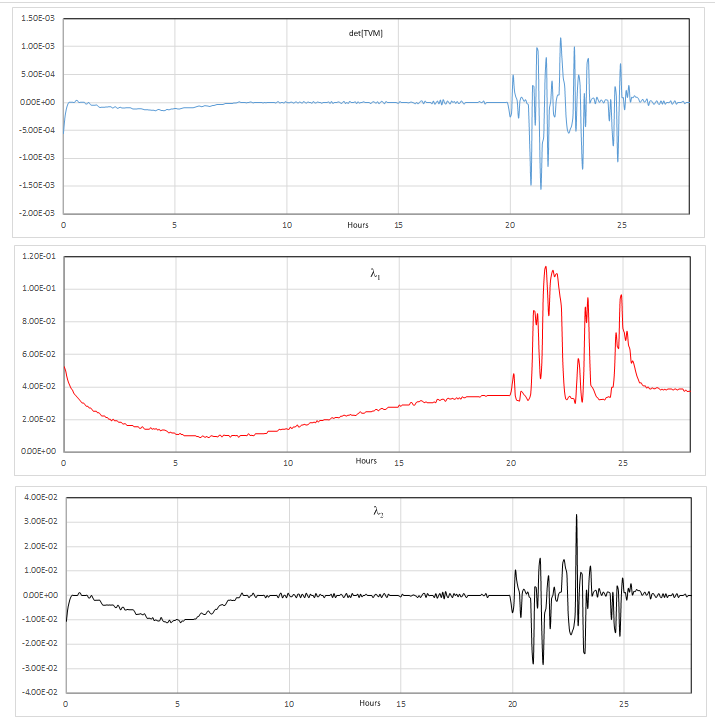 1.50E-03
det(TVM)
1.00E-03
5.00E-04
0.00E+00
-5.00E-04
-1.00E-03
-1.50E-03
-2.00E-03
0 5 10 Hours 15 20 25
1.20E-01
λ1
1.00E-01
8.00E-02
6.00E-02
4.00E-02
2.00E-02
0.00E+00
0 5 10 Hours 15 20 25
4.00E-02
λ2
3.00E-02
2.00E-02
1.00E-02
0.00E+00
-1.00E-02
-2.00E-02
-3.00E-02
-4.00E-02
0 5 10 Hours 15 20 25